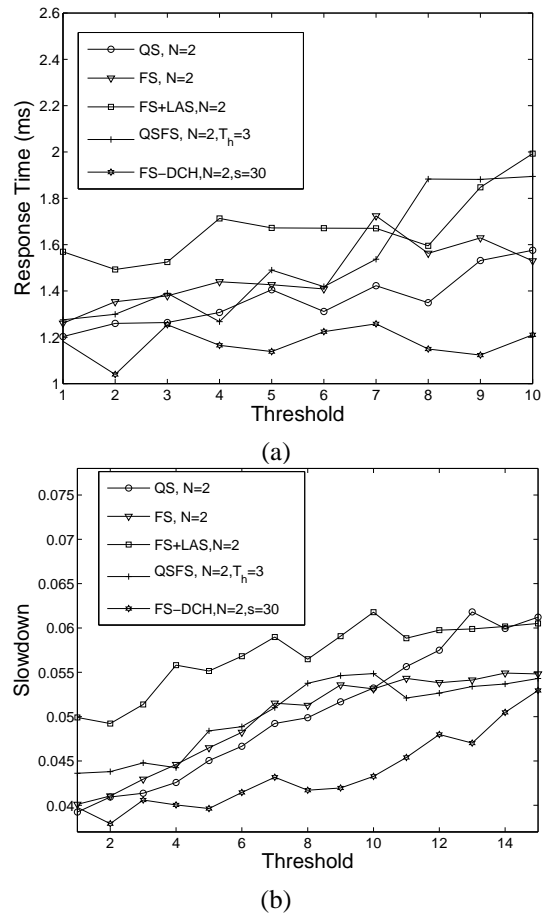 2.6
2.4
2.2
2
1.8
1.6
1.4
1.2
1
Response Time (ms)
QS, N=2
FS, N=2
FS+LAS,N=2
QSFS, N=2,T_h=3
FS−DCH,N=2,s=30
1 2 3 4 5 6 7 8 9 10
Threshold
(a)
0.075
0.07
0.065
0.06
0.055
0.05
0.045
0.04
Slowdown
QS, N=2
FS, N=2
FS+LAS,N=2
QSFS, N=2,T_h=3
FS−DCH,N=2,s=30
2 4 6 8 10 12 14
Threshold
(b)